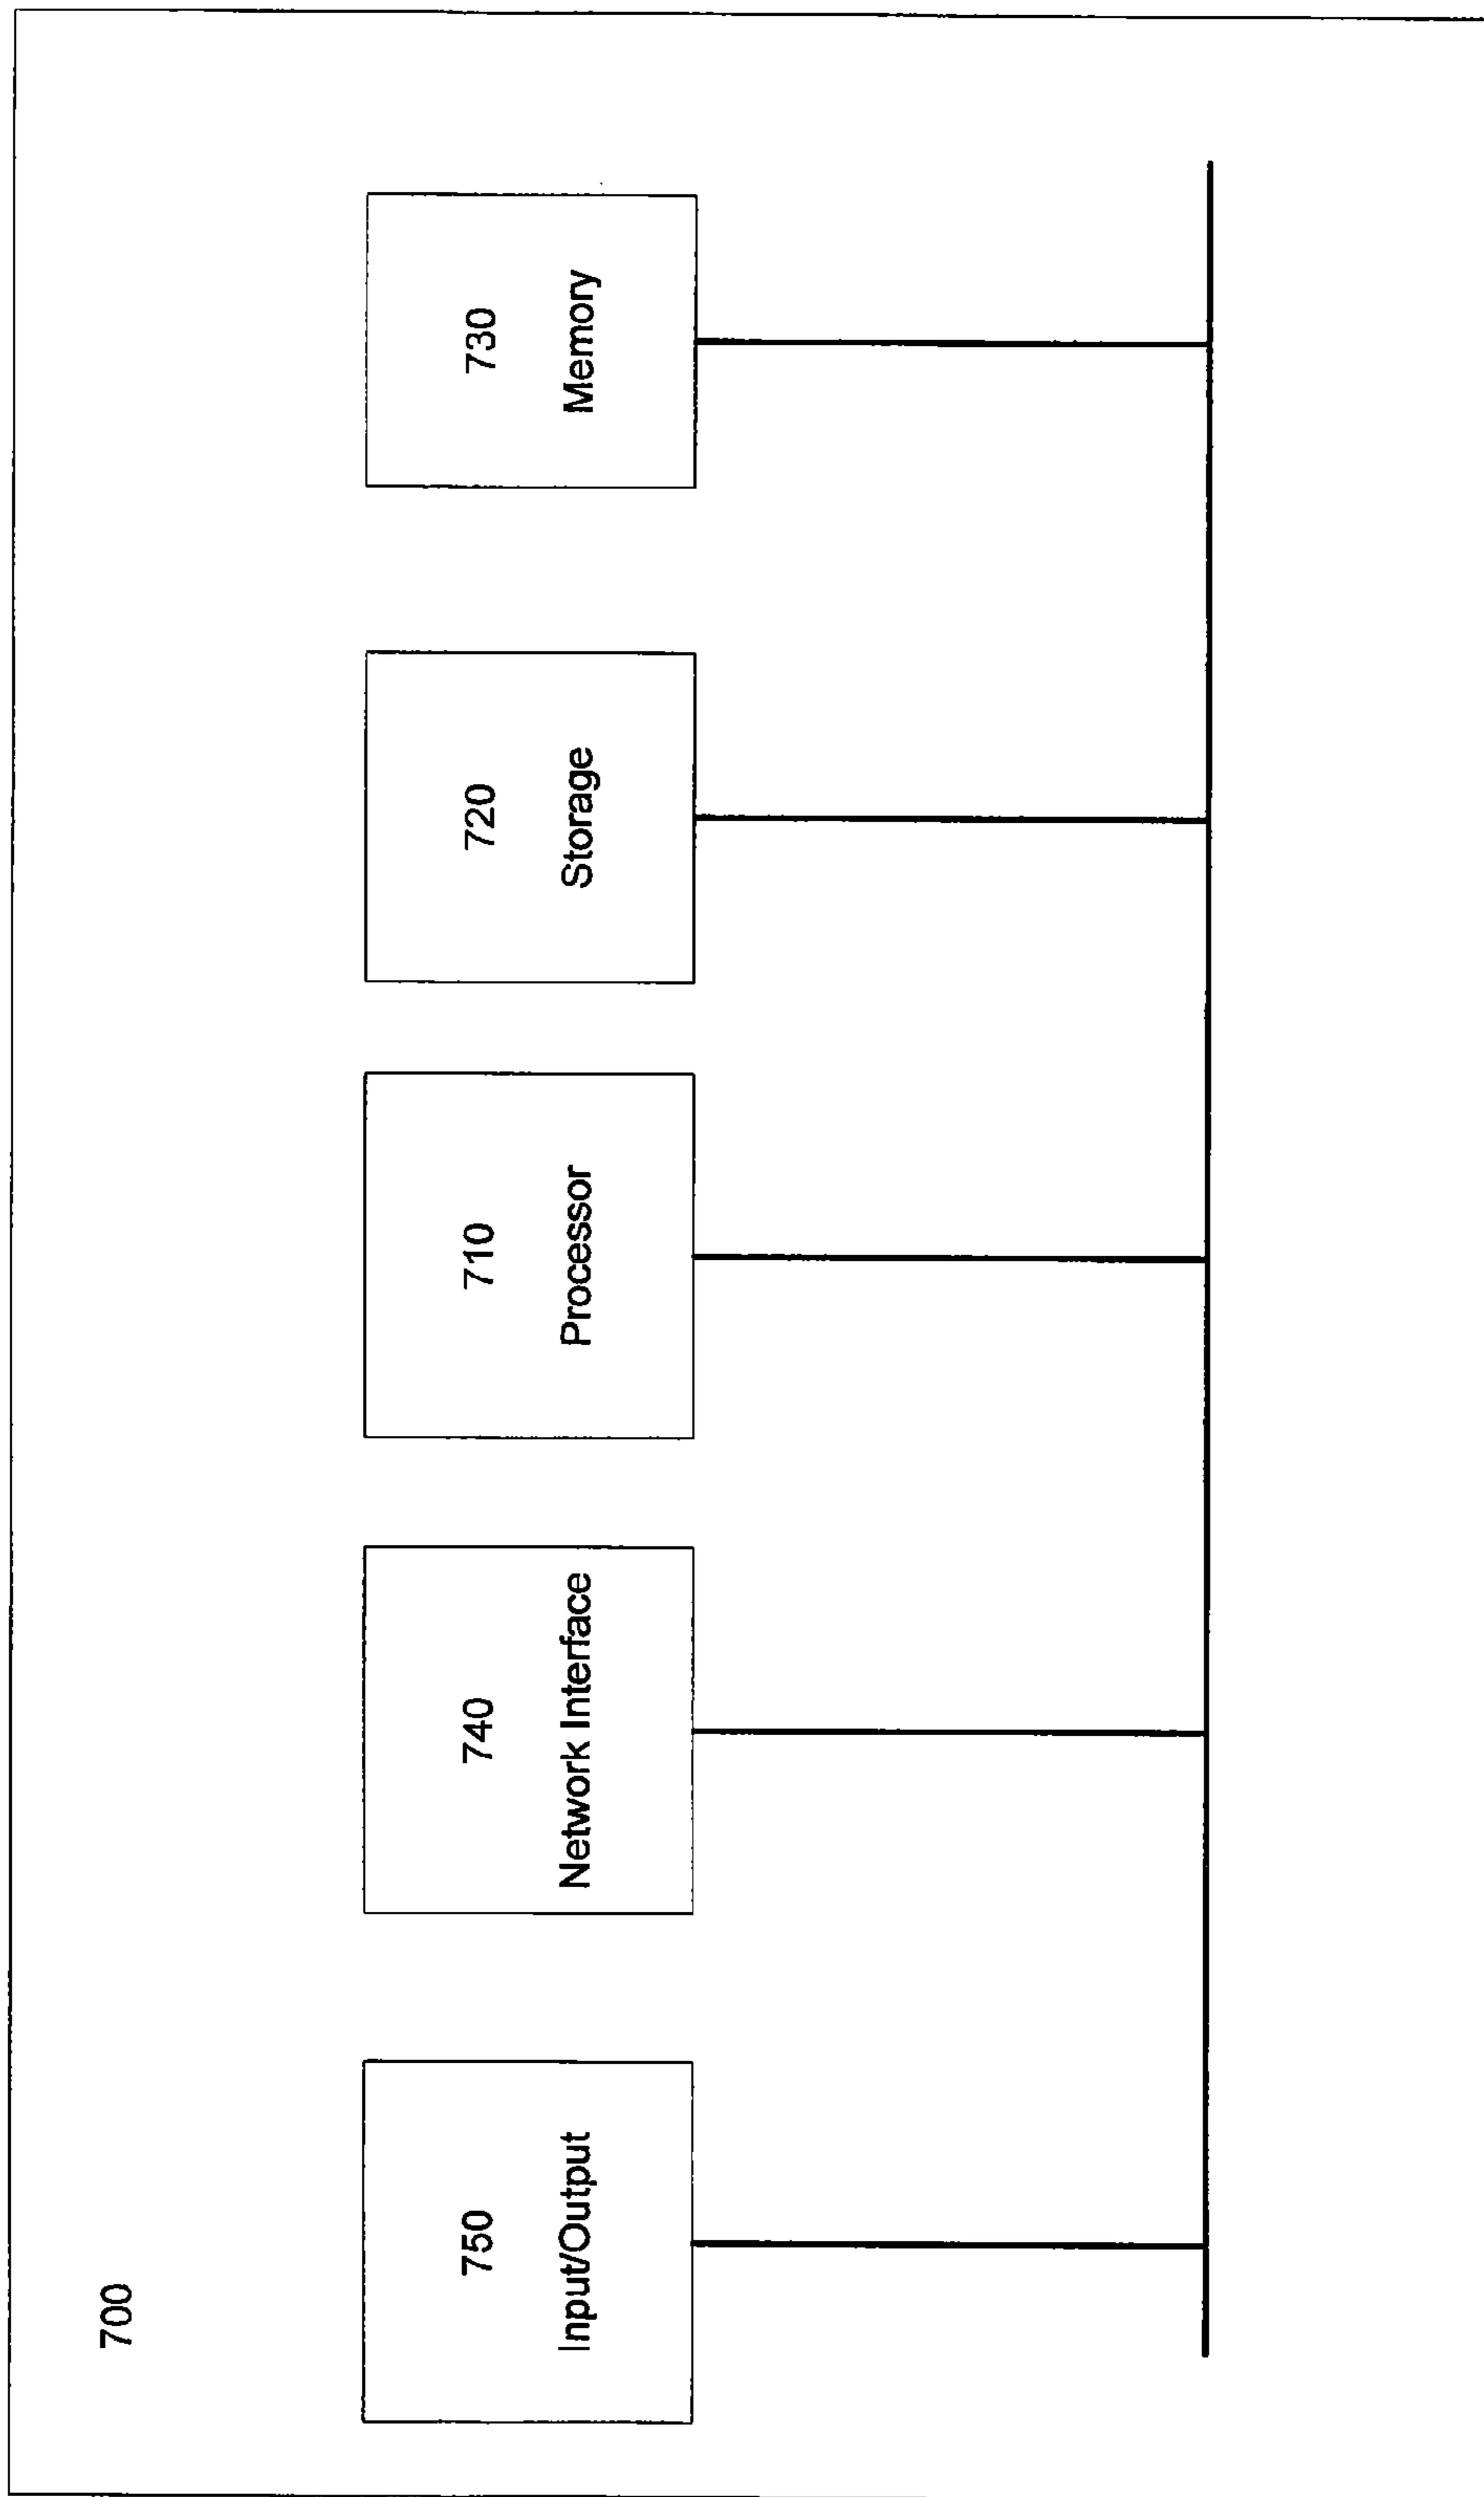 700
750
Input/Output
740
Network Interface
710
Processor
720
Storage
730
Memory